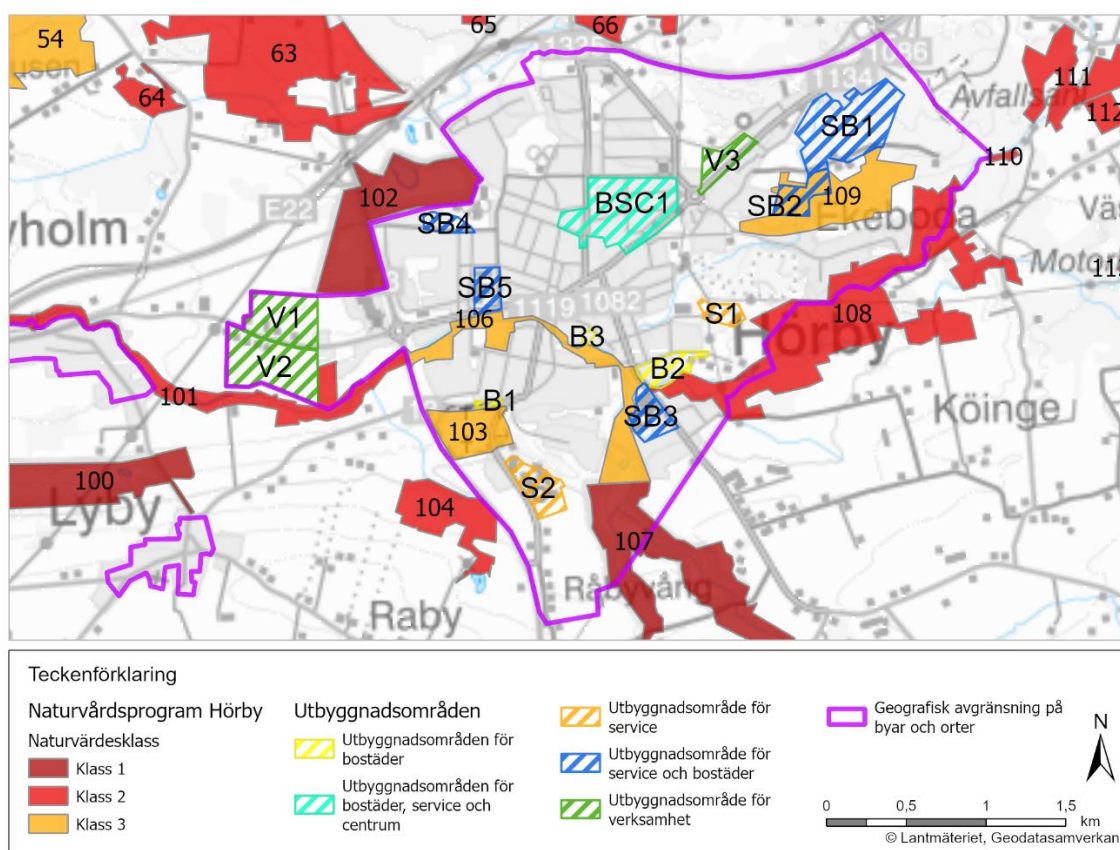 54
63
65
66
64
E22
1134
1086
111
Avfallsan
112
110
SB1
V3
102
SB4
BSC1
SB2
109
Ekeboda
Väs
Motor
yholm
SB5
1119
1082
106
S1
Hörby
108
V1
V2
101
B3
B2
B1
SB3
Köinge
103
S2
100
Lyby
104
107
Råbyvång
Raby
Teckenförklaring
Naturvårdsprogram Hörby
Naturvärdesklass
Klass 1
Klass 2
Klass 3
Utbyggnadsområden
Utbyggnadsområden för
bostäder
Utbyggnadsområden för
bostäder, service och
centrum
Utbyggnadsområde för
service
Utbyggnadsområde för
service och bostäder
Utbyggnadsområde för
verksamhet
Geografisk avgränsning på
byar och orter
N
0 0,5 1 1,5
km
© Lantmäteriet, Geodatasamverkan